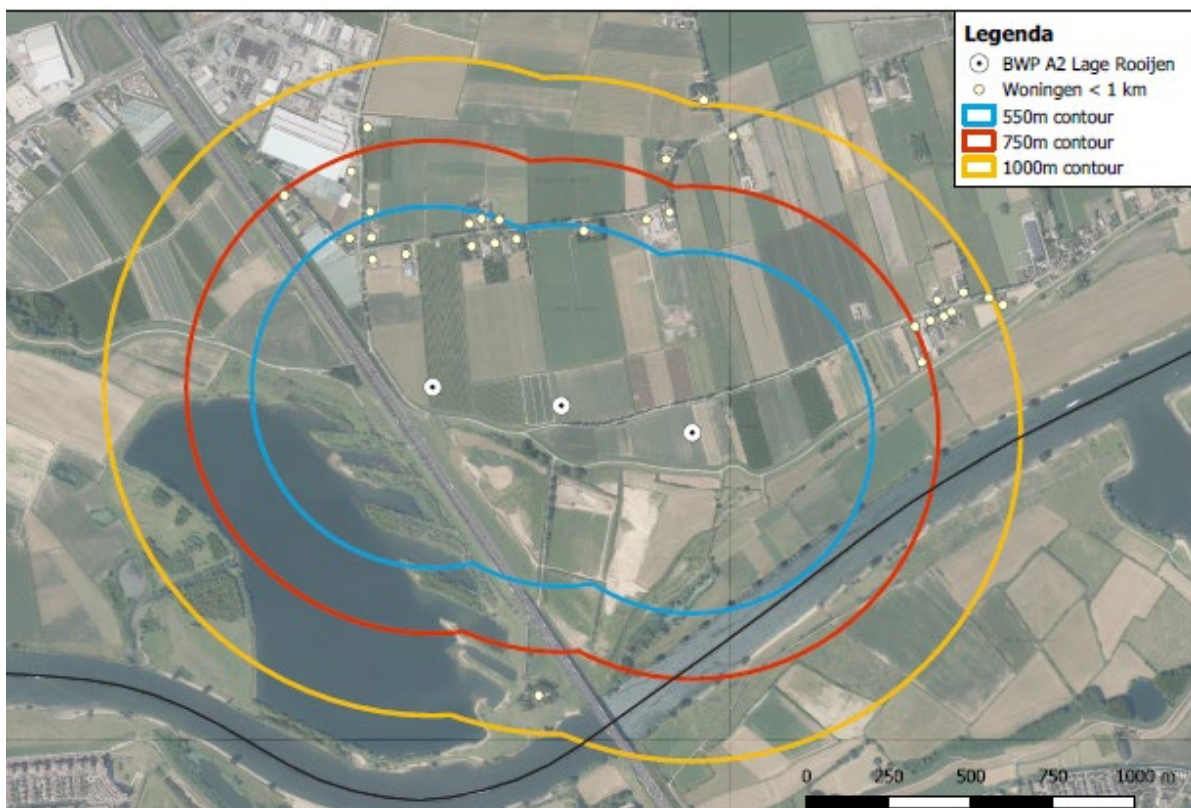 Legenda
BWP A2 Lage Rooijen
Woningen < 1 km
550m contour
750m contour
1000m contour
0 250 500 750 1000 m